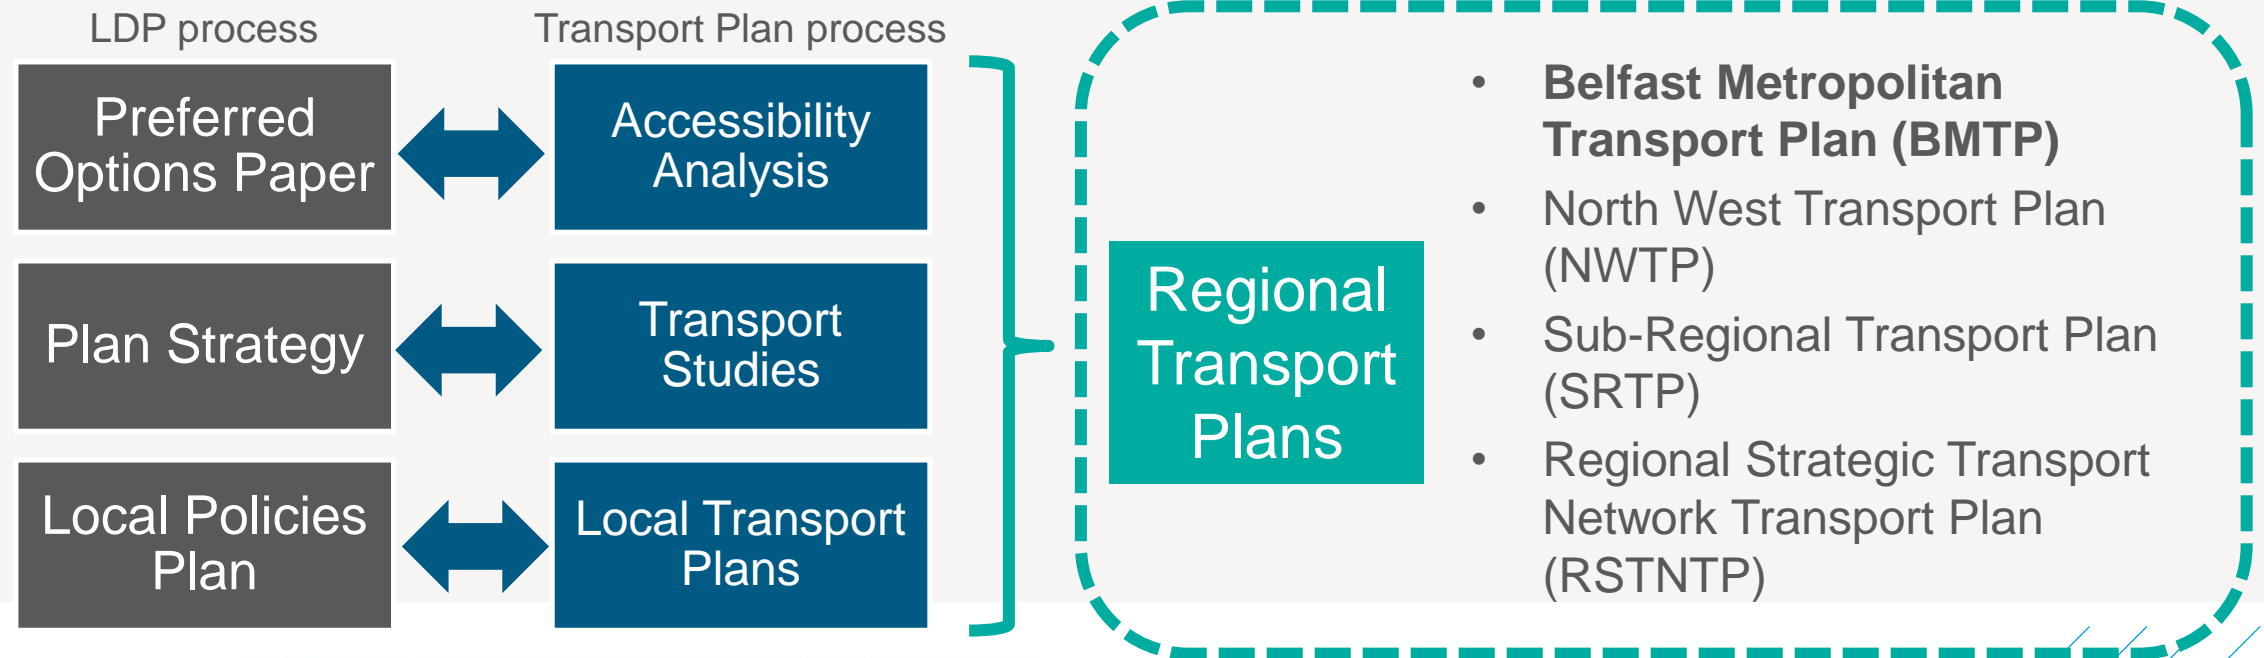 LDP process
Transport Plan process
Preferred
Options Paper
Accessibility
Analysis
Plan Strategy
Transport
Studies
Local Policies
Plan
Local Transport
Plans
Regional
Transport
Plans
• Belfast Metropolitan
Transport Plan (BMTP)
• North West Transport Plan
(NWTP)
• Sub-Regional Transport Plan
(SRTP)
• Regional Strategic Transport
Network Transport Plan
(RSTNTP)